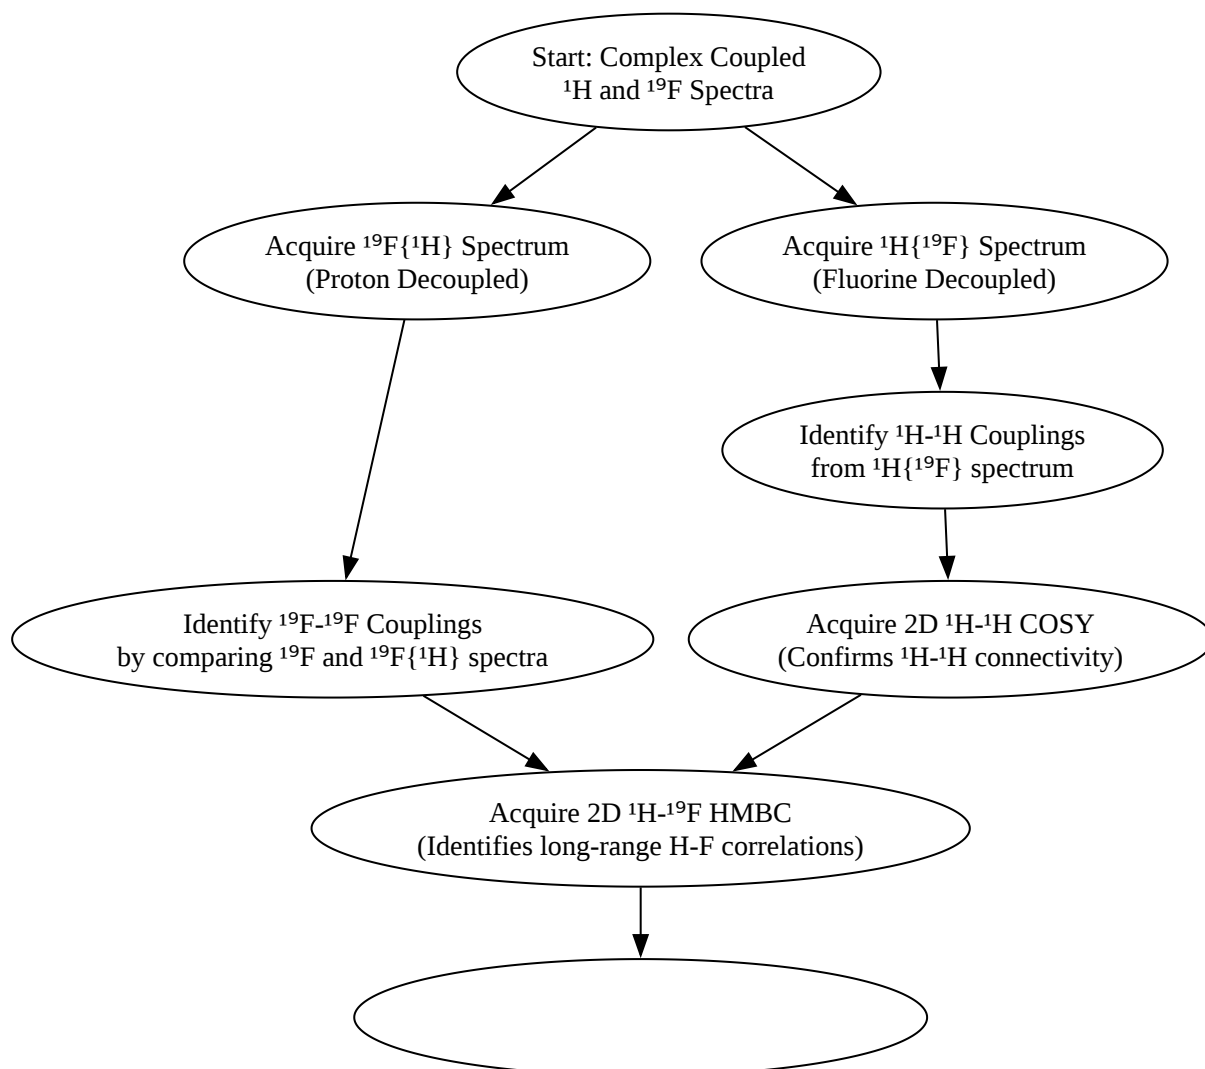 Start: Complex Coupled
¹H and ¹⁹F Spectra
Acquire ¹⁹F{¹H} Spectrum
(Proton Decoupled)
Acquire ¹H{¹⁹F} Spectrum
(Fluorine Decoupled)
Identify ¹H-¹H Couplings
from ¹H{¹⁹F} spectrum
Identify ¹⁹F-¹⁹F Couplings
by comparing ¹⁹F and ¹⁹F{¹H} spectra
Acquire 2D ¹H-¹H COSY
(Confirms ¹H-¹H connectivity)
Acquire 2D ¹H-¹⁹F HMBC
(Identifies long-range H-F correlations)